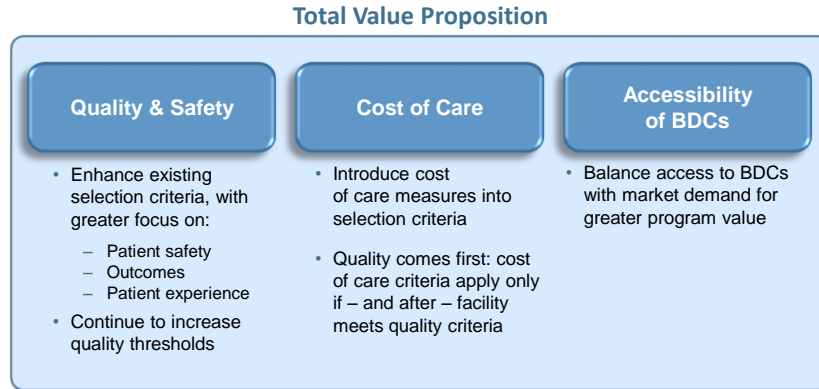 Total Value Proposition
Quality & Safety
• Enhance existing
selection criteria, with
greater focus on:
– Patient safety
– Outcomes
– Patient experience
• Continue to increase
quality thresholds
Cost of Care
• Introduce cost
of care measures into
selection criteria
• Quality comes first: cost
of care criteria apply only
if – and after – facility
meets quality criteria
Accessibility
of BDCs
• Balance access to BDCs
with market demand for
greater program value